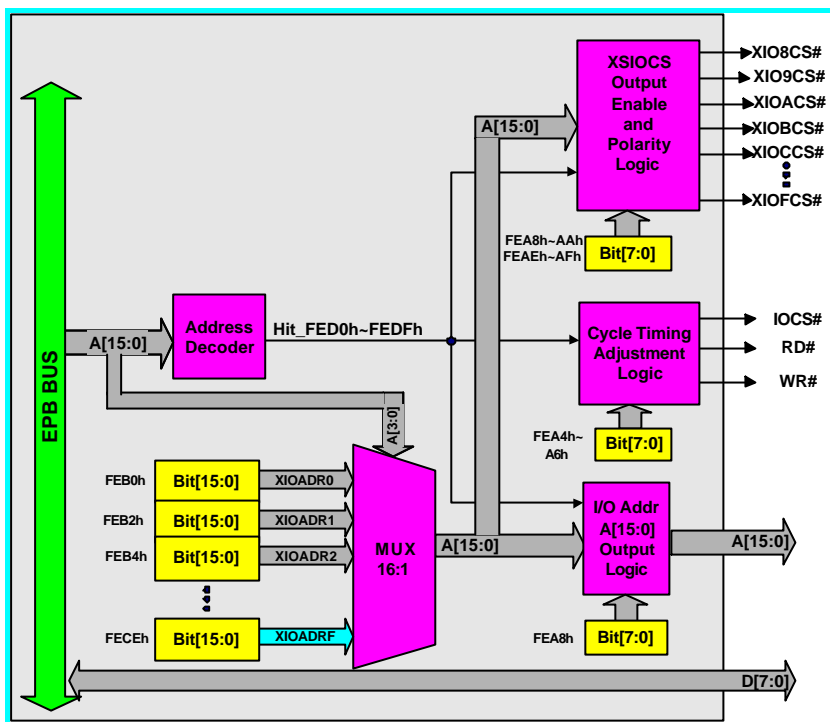 XSIOCS
Output
Enable
and
Polarity
Logic
XIO8CS#
XIO9CS#
XIOACS#
XIOBCS#
XIOCCS#
XIOFCS#
A[15:0]
FEA8h~AAh
FEAEh~AFh
Bit[7:0]
EPB BUS
A[15:0]
Address
Decoder
Hit_FED0h~FEDFh
Cycle Timing
Adjustment
Logic
IOCS#
RD#
WR#
A[3:0]
FEA4h~
A6h
Bit[7:0]
FEB0h
Bit[15:0]
XIOADR0
FEB2h
Bit[15:0]
XIOADR1
FEB4h
Bit[15:0]
XIOADR2
FECEh
Bit[15:0]
XIOADRF
MUX
16:1
A[15:0]
I/O Addr
A[15:0]
Output
Logic
A[15:0]
FEA8h
Bit[7:0]
D[7:0]